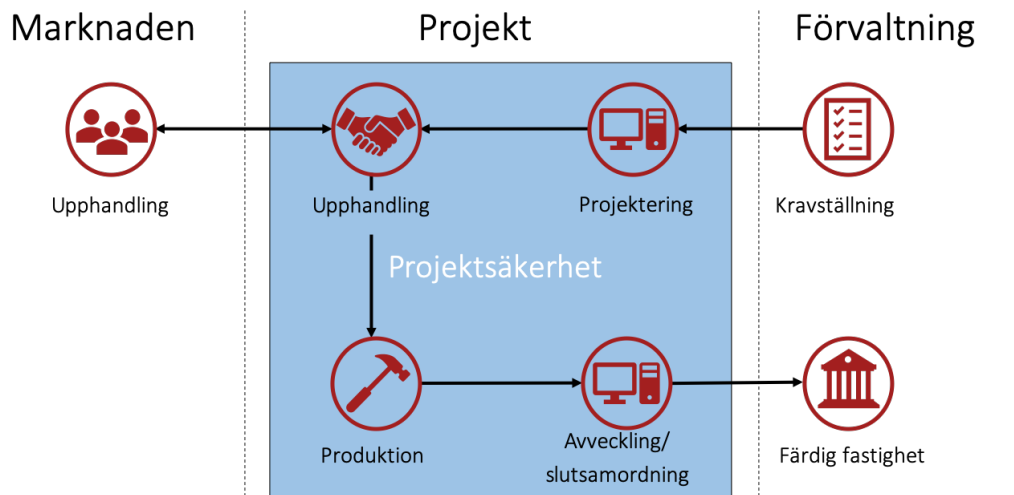 Marknaden
Projekt
Förvaltning
Upphandling
Upphandling
Projektering
Kravställning
Projektsäkerhet
Produktion
Avveckling/
slutsamordning
Färdig fastighet